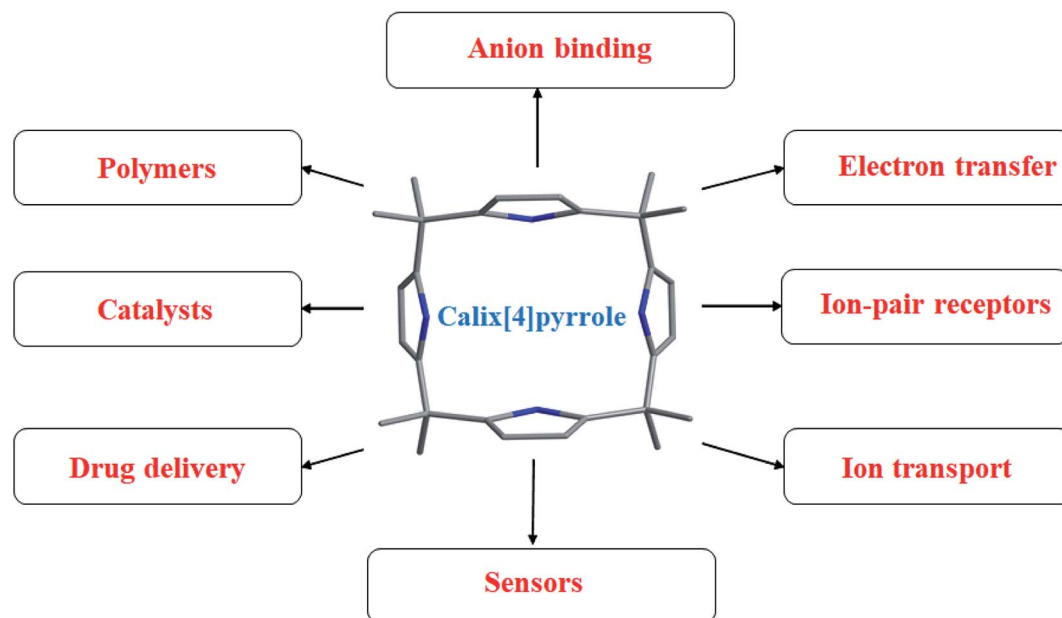 Anion binding
Polymers
Electron transfer
Catalysts
Calix[4]pyrrole
Ion-pair receptors
Drug delivery
Ion transport
Sensors